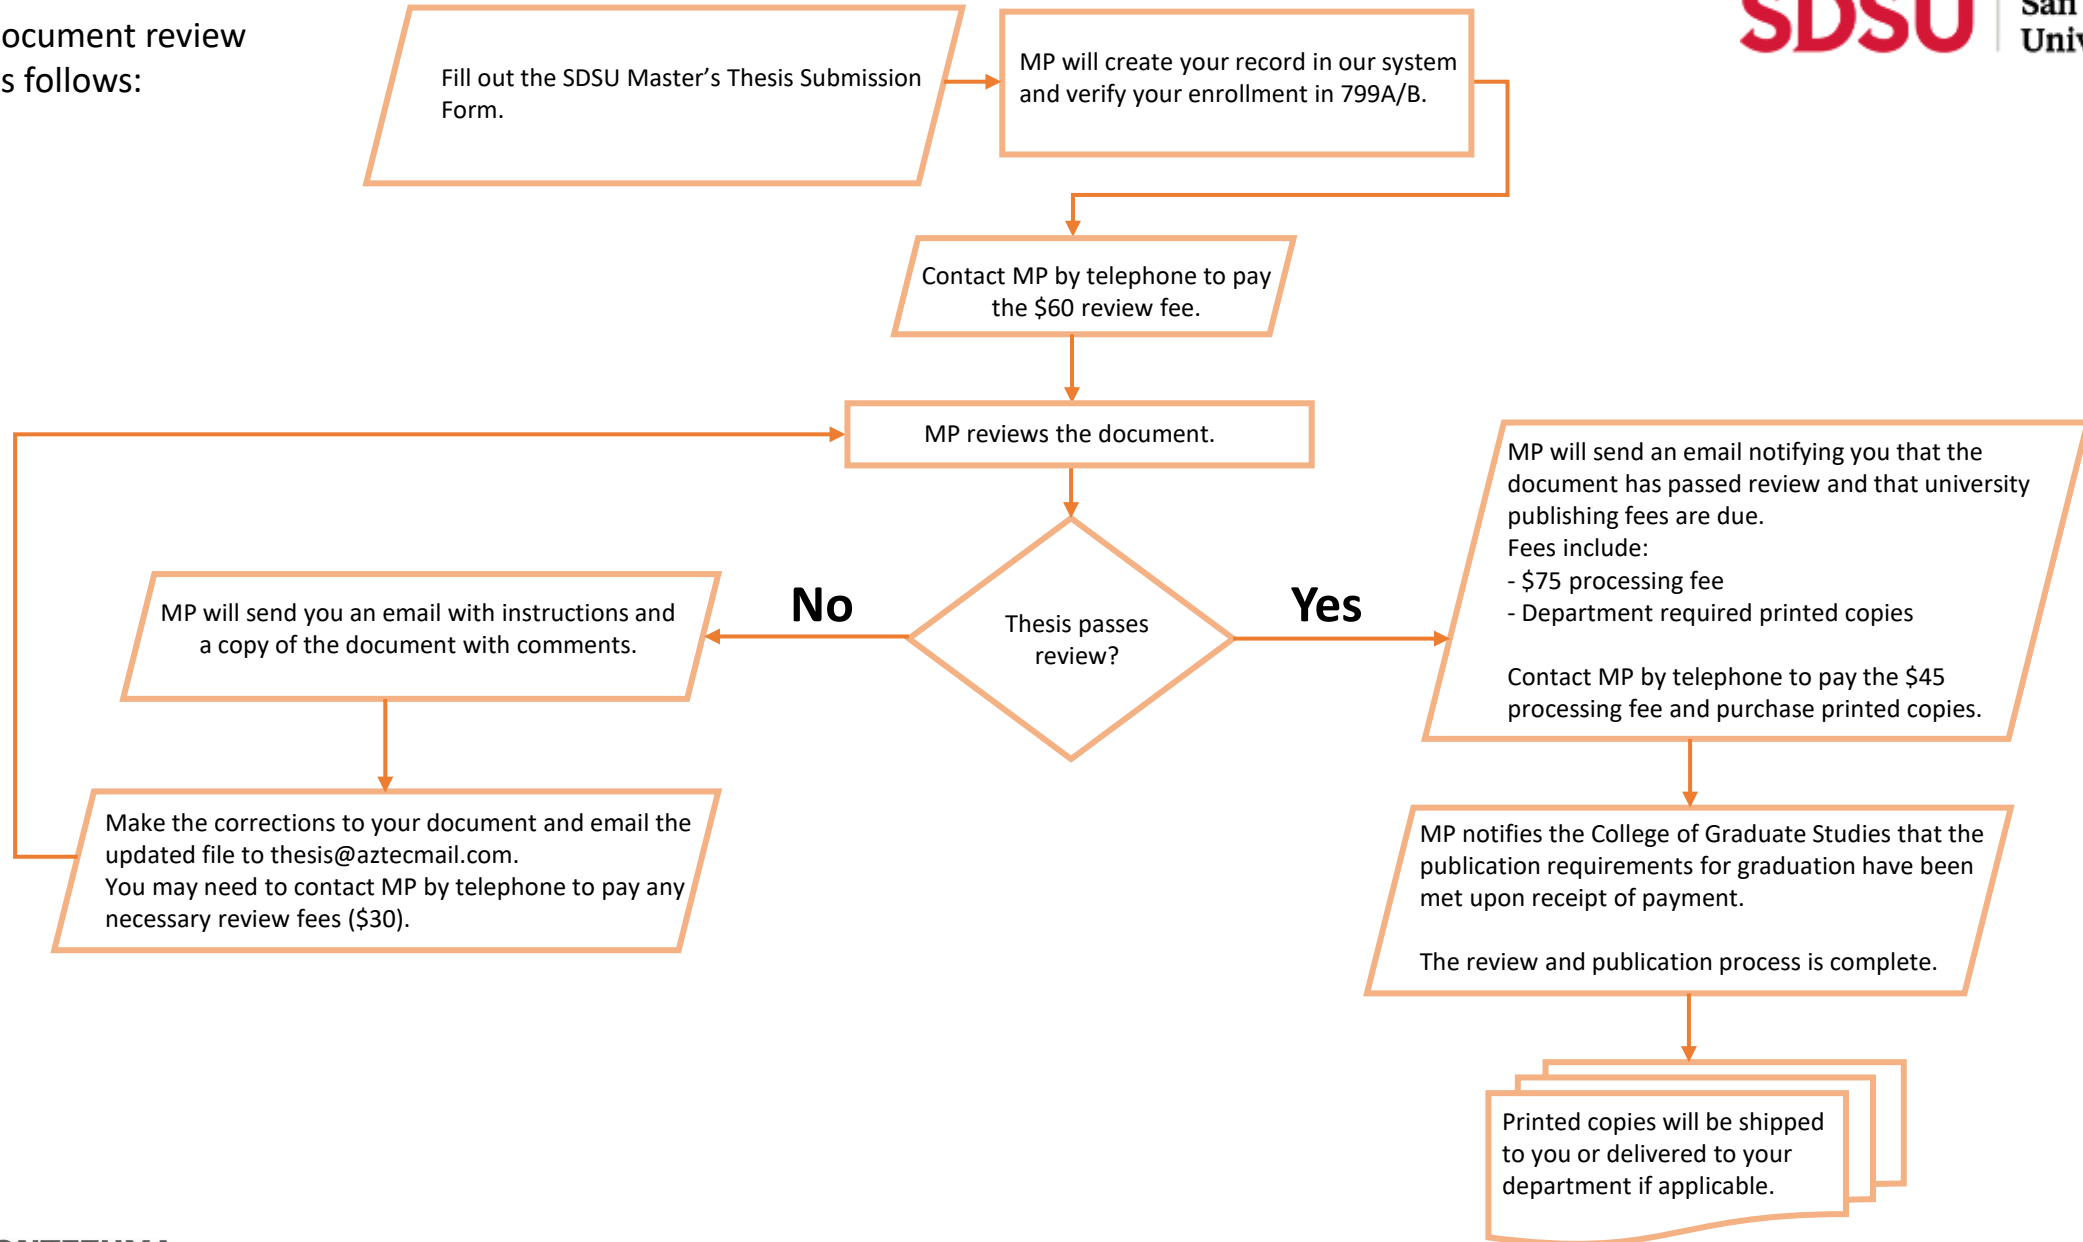 ocument review
s follows:
SDSU
San
Univ
Fill out the SDSU Master’s Thesis Submission
Form.
MP will create your record in our system
and verify your enrollment in 799A/B.
Contact MP by telephone to pay
the $60 review fee.
MP reviews the document.
Thesis passes
review?
No
Yes
MP will send you an email with instructions and
a copy of the document with comments.
Make the corrections to your document and email the
updated file to thesis@aztecmail.com.
You may need to contact MP by telephone to pay any
necessary review fees ($30).
MP will send an email notifying you that the
document has passed review and that university
publishing fees are due.
Fees include:
- $75 processing fee
- Department required printed copies
Contact MP by telephone to pay the $45
processing fee and purchase printed copies.
MP notifies the College of Graduate Studies that the
publication requirements for graduation have been
met upon receipt of payment.
The review and publication process is complete.
Printed copies will be shipped
to you or delivered to your
department if applicable.